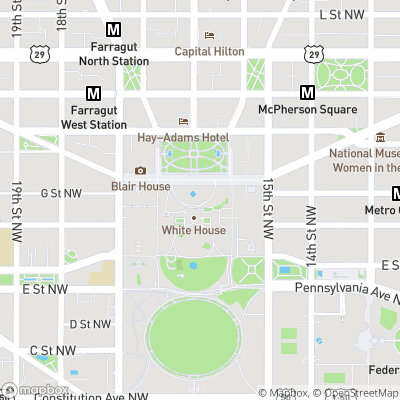 19th St NW
18th St
L St NW
M
Farragut
North Station
Capital Hilton
29
29
M
Farragut
West Station
M
McPherson Square
Hay-Adams Hotel
National Muse
Women in the
Blair House
G St NW
15th St NW
M
Metro C
19th St NW
White House
14th St NW
E S
E St NW
Pennsylvania Ave N
D St NW
C St NW
Feder
Constitution Ave NW
mapbox
© Mapbox, © OpenStreetMap